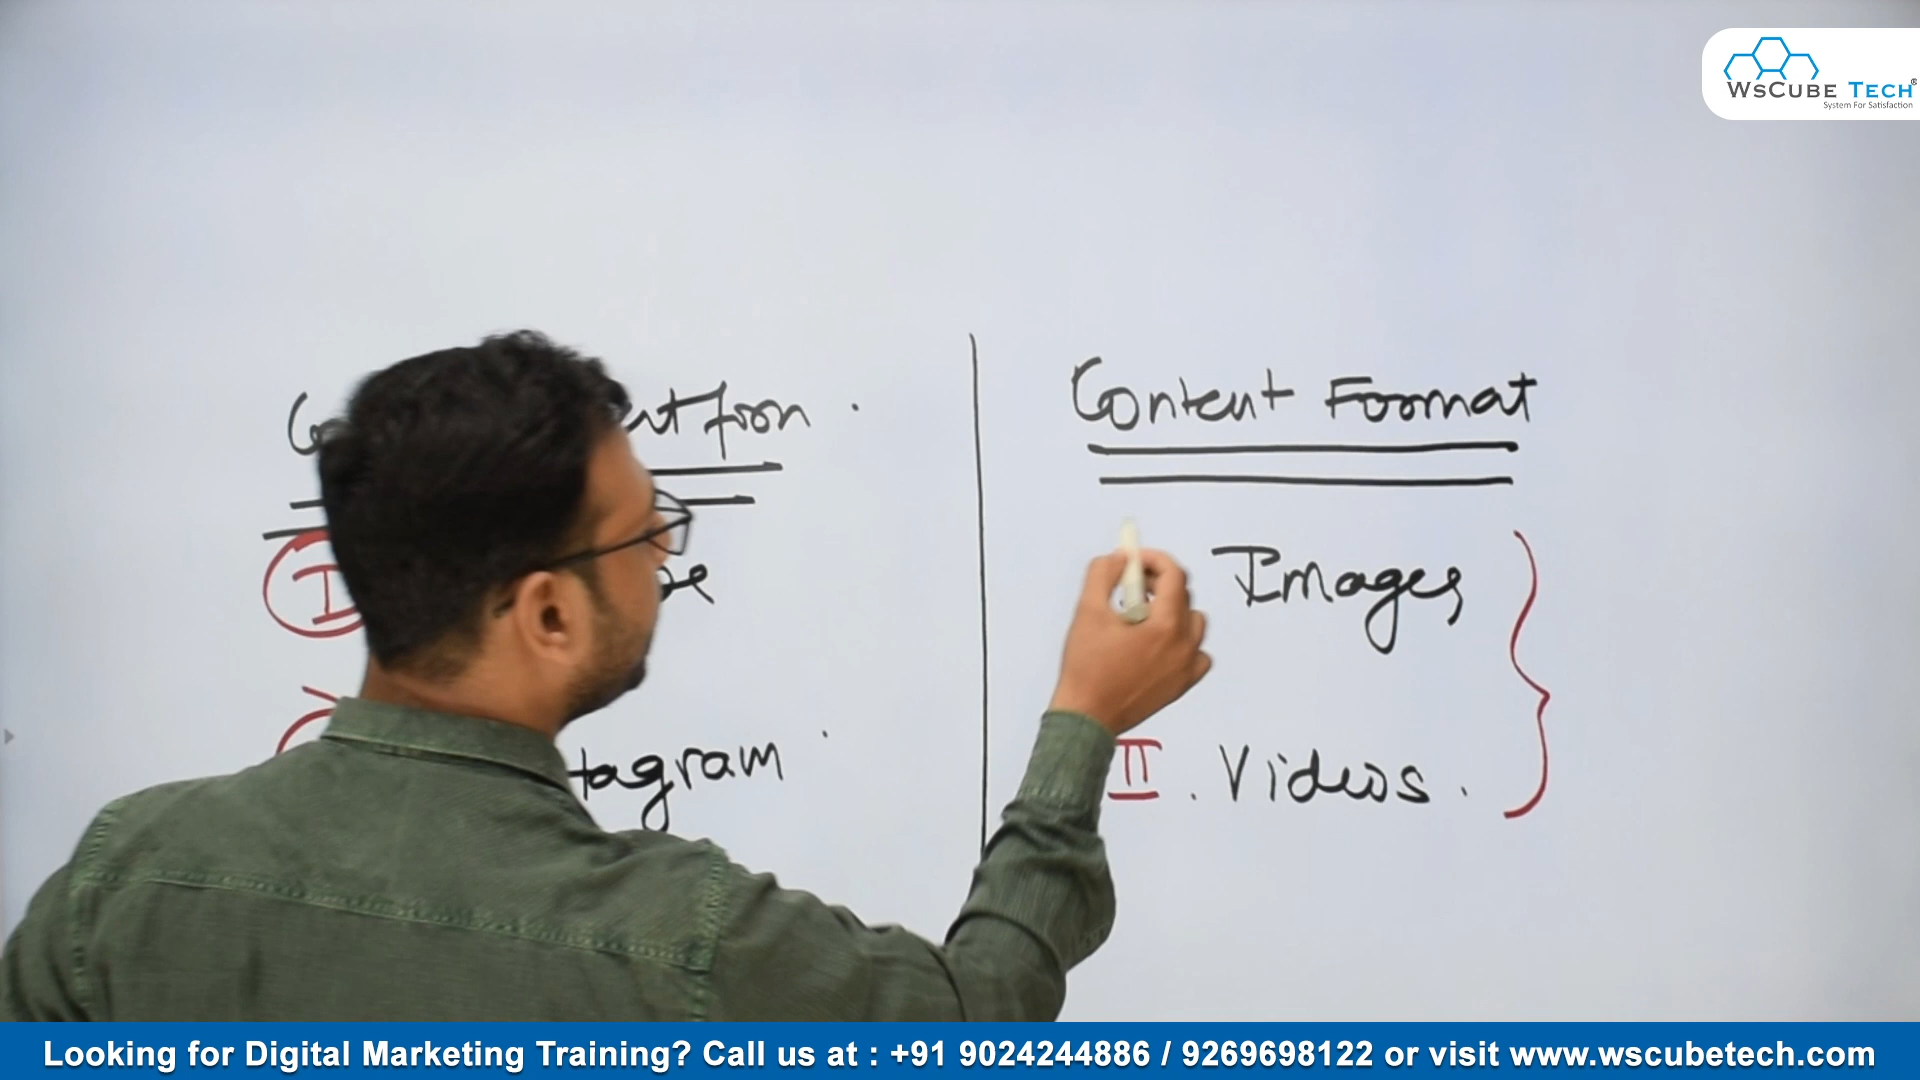 WSCUBE TECH®
System For Satisfaction
Content Format
I
Images
tagram
II . Videos .
Looking for Digital Marketing Training? Call us at : +91 9024244886 / 9269698122 or visit www.wscubetech.com